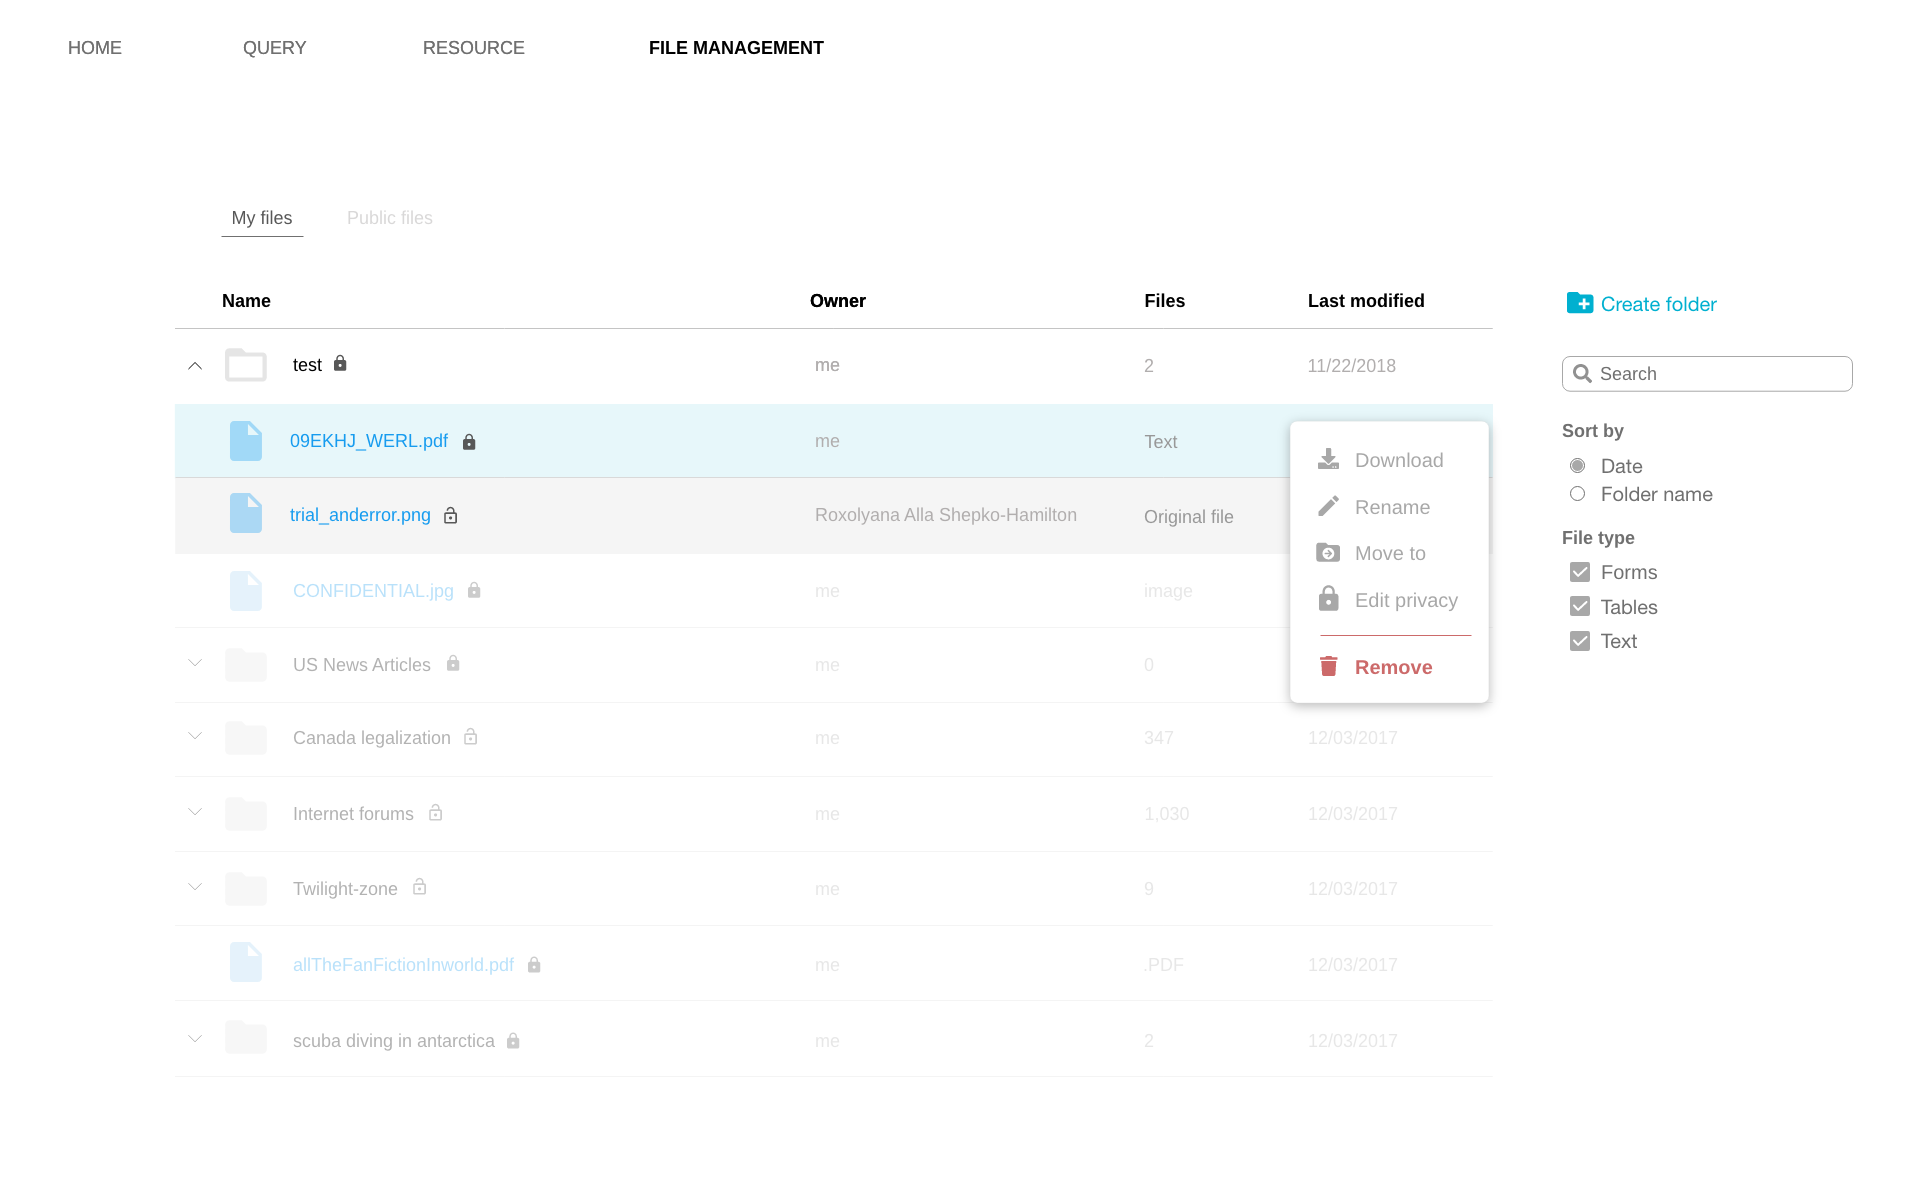 HOME QUERY RESOURCE FILE MANAGEMENT
My files Public files
Name Owner Files Last modified
test me 2 11/22/2018
09EKHJ_WERL.pdf me Text
trial_anderror.png Roxolyana Alla Shepko-Hamilton Original file
CONFIDENTIAL.jpg me image
US News Articles me 0
Canada legalization me 347 12/03/2017
Internet forums me 1,030 12/03/2017
Twilight-zone me 9 12/03/2017
allTheFanFictionInworld.pdf me .PDF 12/03/2017
scuba diving in antarctica me 2 12/03/2017
Download
Rename
Move to
Edit privacy
Remove
Create folder
Search
Sort by
Date
Folder name
File type
Forms
Tables
Text